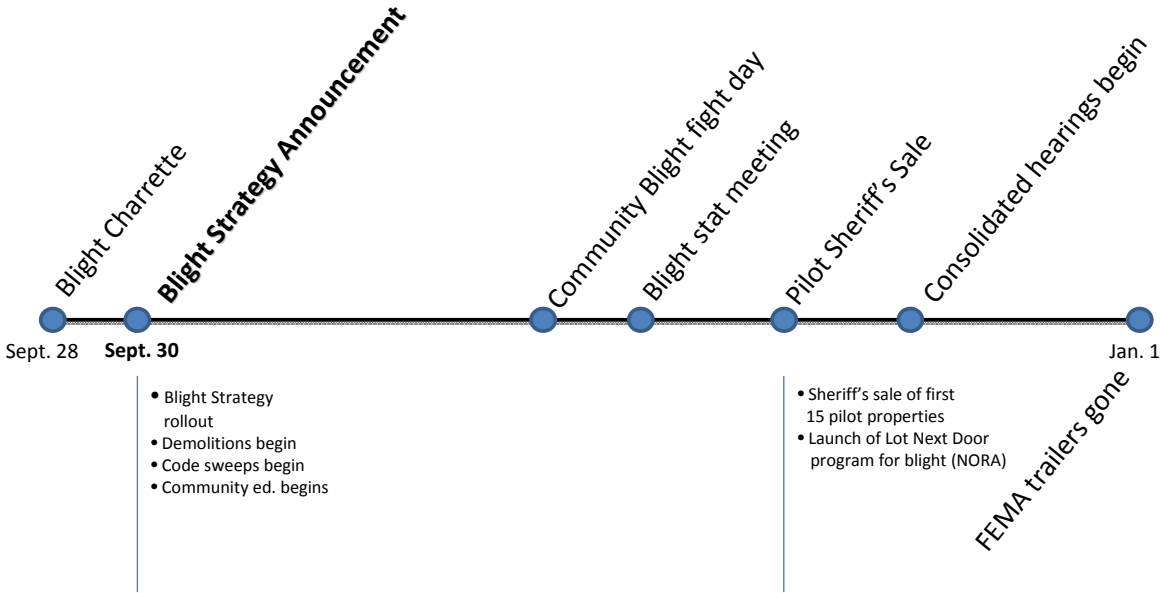 Blight Charrette
Blight Strategy Announcement
Community Blight fight day
Blight stat meeting
Pilot Sheriff's Sale
Consolidated hearings begin
Sept. 28
Sept. 30
Jan. 1
• Blight Strategy
rollout
• Demolitions begin
• Code sweeps begin
• Community ed. begins
• Sheriff's sale of first
15 pilot properties
• Launch of Lot Next Door
program for blight (NORA)
FEMA trailers gone